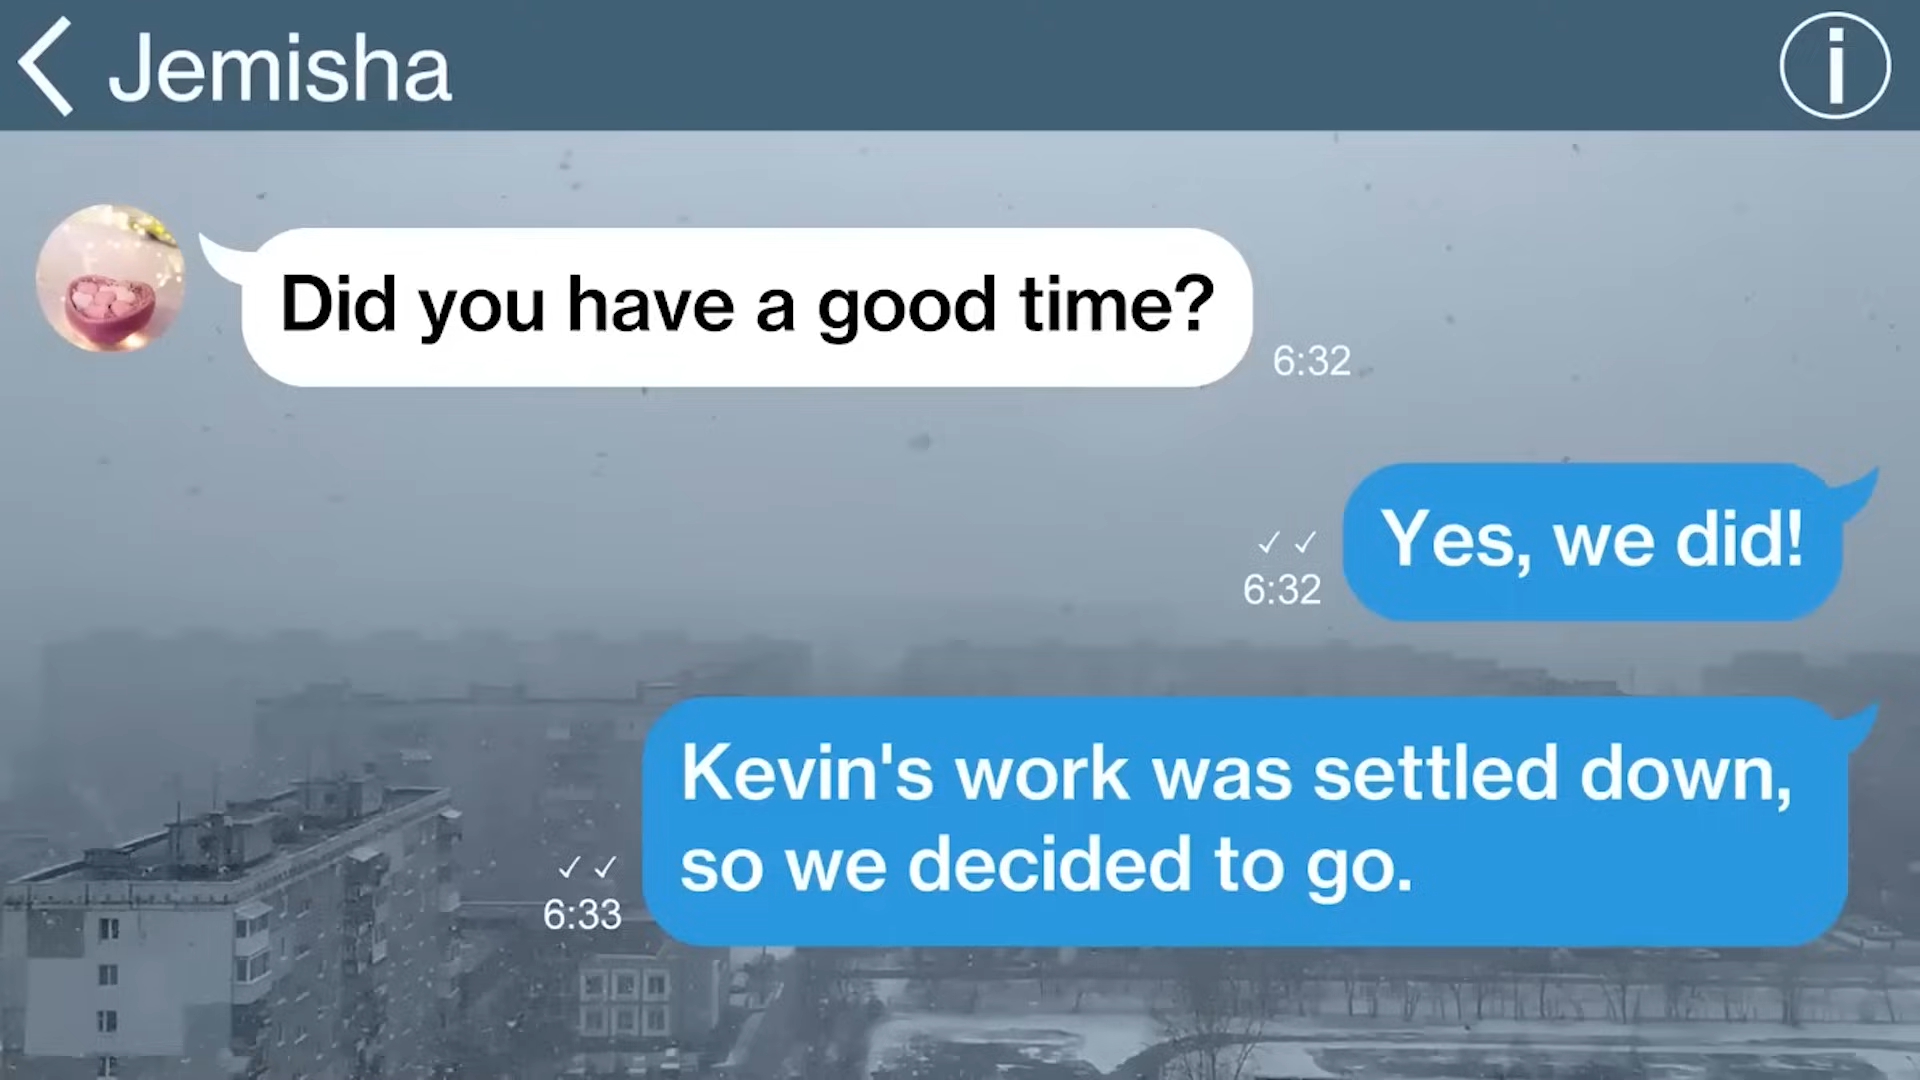 Jemisha
Did you have a good time?
6:32
Yes, we did!
✓ ✓
6:32
Kevin's work was settled down,
so we decided to go.
✓ ✓
6:33